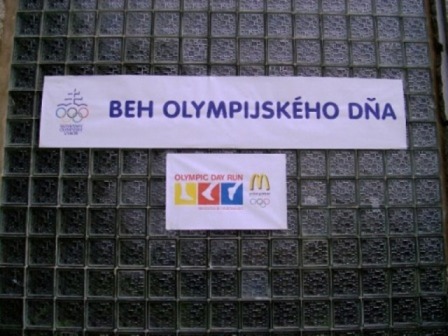 BEH OLYMPIJSKÉHO DŇA
OLYMPIC DAY RUN